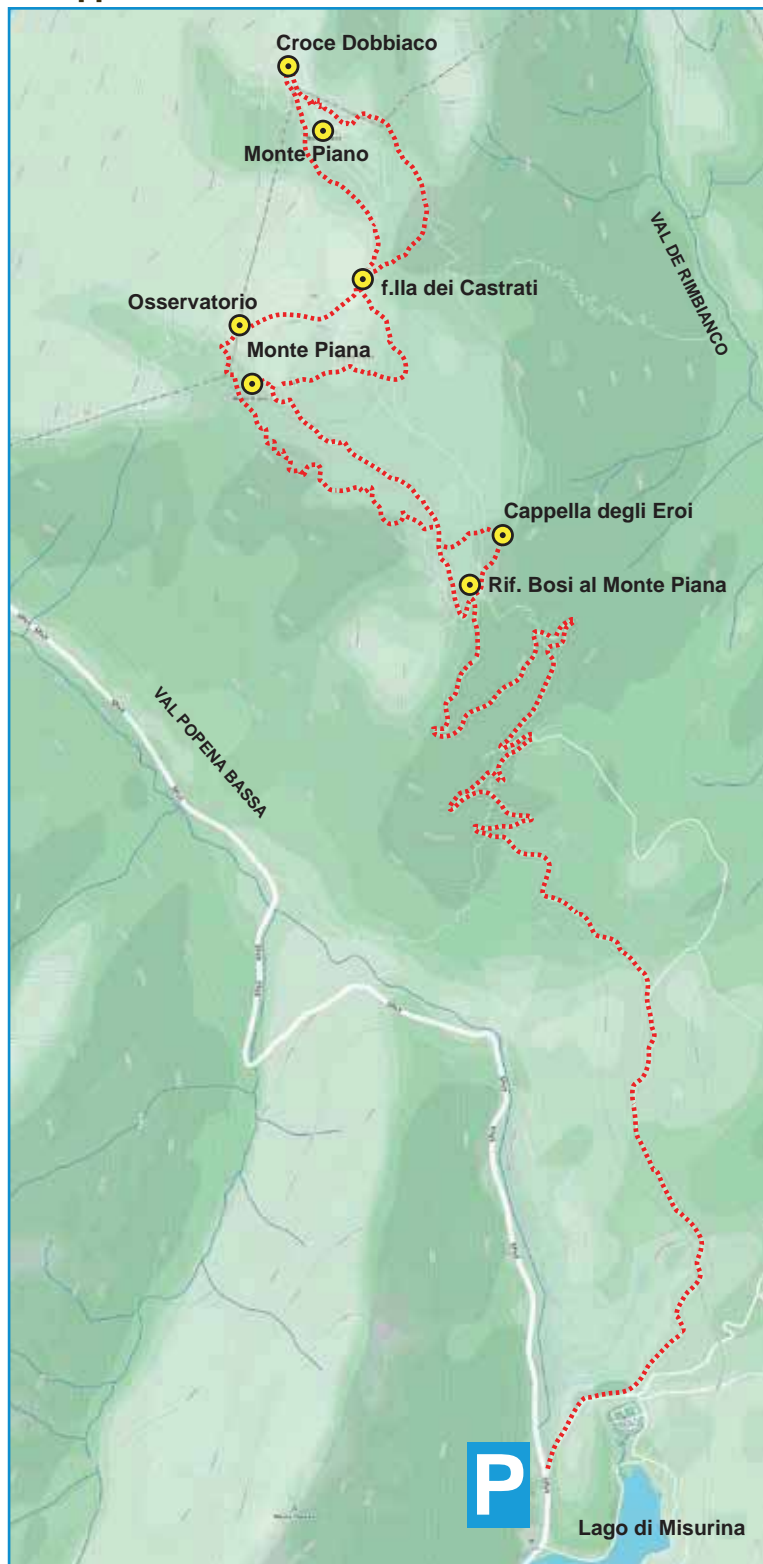 Croce Dobbiaco
Monte Piano
VAL DE RIMBIANCO
f.lla dei Castrati
Osservatorio
Monte Piana
Cappella degli Eroi
Rif. Bosi al Monte Piana
VAL POPENA BASSA
P
Lago di Misurina